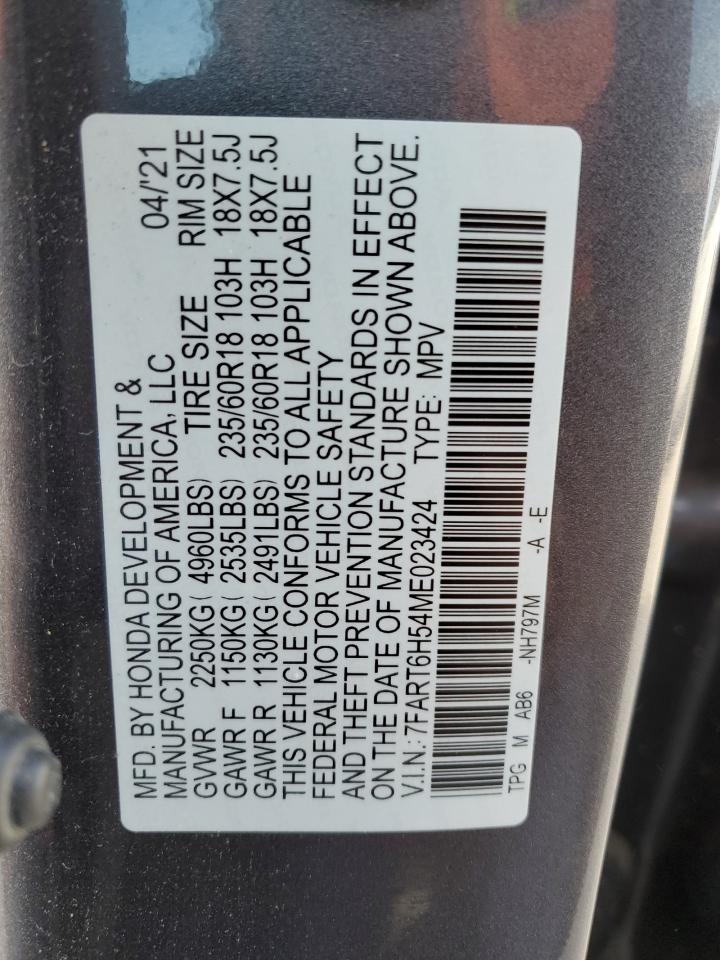 MFD. BY HONDA DEVELOPMENT &
MANUFACTURING OF AMERICA, LLC 04/'21
GVWR 2250KG( 4960LBS) TIRE SIZE RIM SIZE
GAWR F 1150KG( 2535LBS) 235/60R18 103H 18X7.5J
GAWR R 1130KG( 2491LBS) 235/60R18 103H 18X7.5J
THIS VEHICLE CONFORMS TO ALL APPLICABLE
FEDERAL MOTOR VEHICLE SAFETY
AND THEFT PREVENTION STANDARDS IN EFFECT
ON THE DATE OF MANUFACTURE SHOWN ABOVE.
V.I.N.: 7FART6H54ME023424 TYPE: MPV
TPG M AB6 -NH797M -A -E